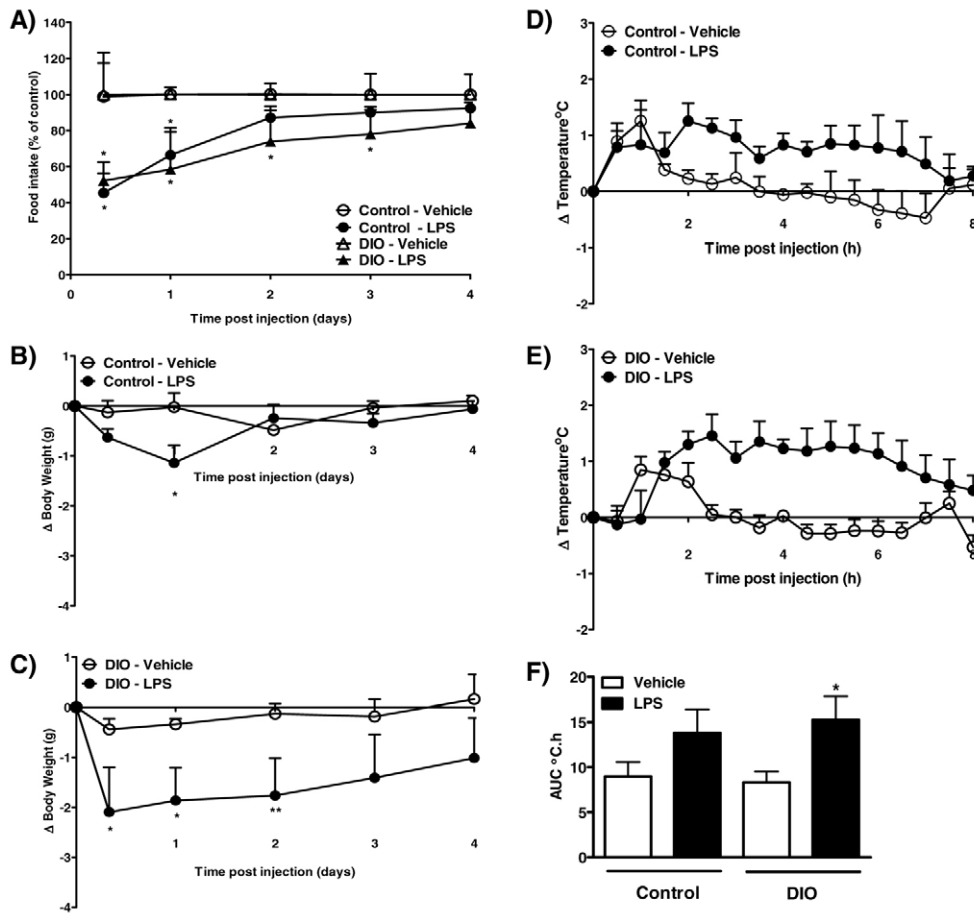 A)
Food intake (% of control)
140
120
100
80
60
40
20
0
*
*
*
*
*
*
Control - Vehicle
Control - LPS
DIO - Vehicle
DIO - LPS
0
1
2
3
4
Time post injection (days)
B)
Δ Body Weight (g)
1
0
-1
-2
-3
-4
Control - Vehicle
Control - LPS
2
3
4
Time post injection (days)
*
C)
Δ Body Weight (g)
1
0
-1
-2
-3
-4
DIO - Vehicle
DIO - LPS
*
*
**
1
2
3
4
Time post injection (days)
D)
Δ Temperature°C
3
2
1
0
-1
-2
Control - Vehicle
Control - LPS
2
4
6
8
Time post injection (h)
E)
Δ Temperature°C
3
2
1
0
-1
-2
DIO - Vehicle
DIO - LPS
2
4
6
Time post injection (h)
F)
AUC °C.h
20
15
10
5
0
Vehicle
LPS
*
Control
DIO